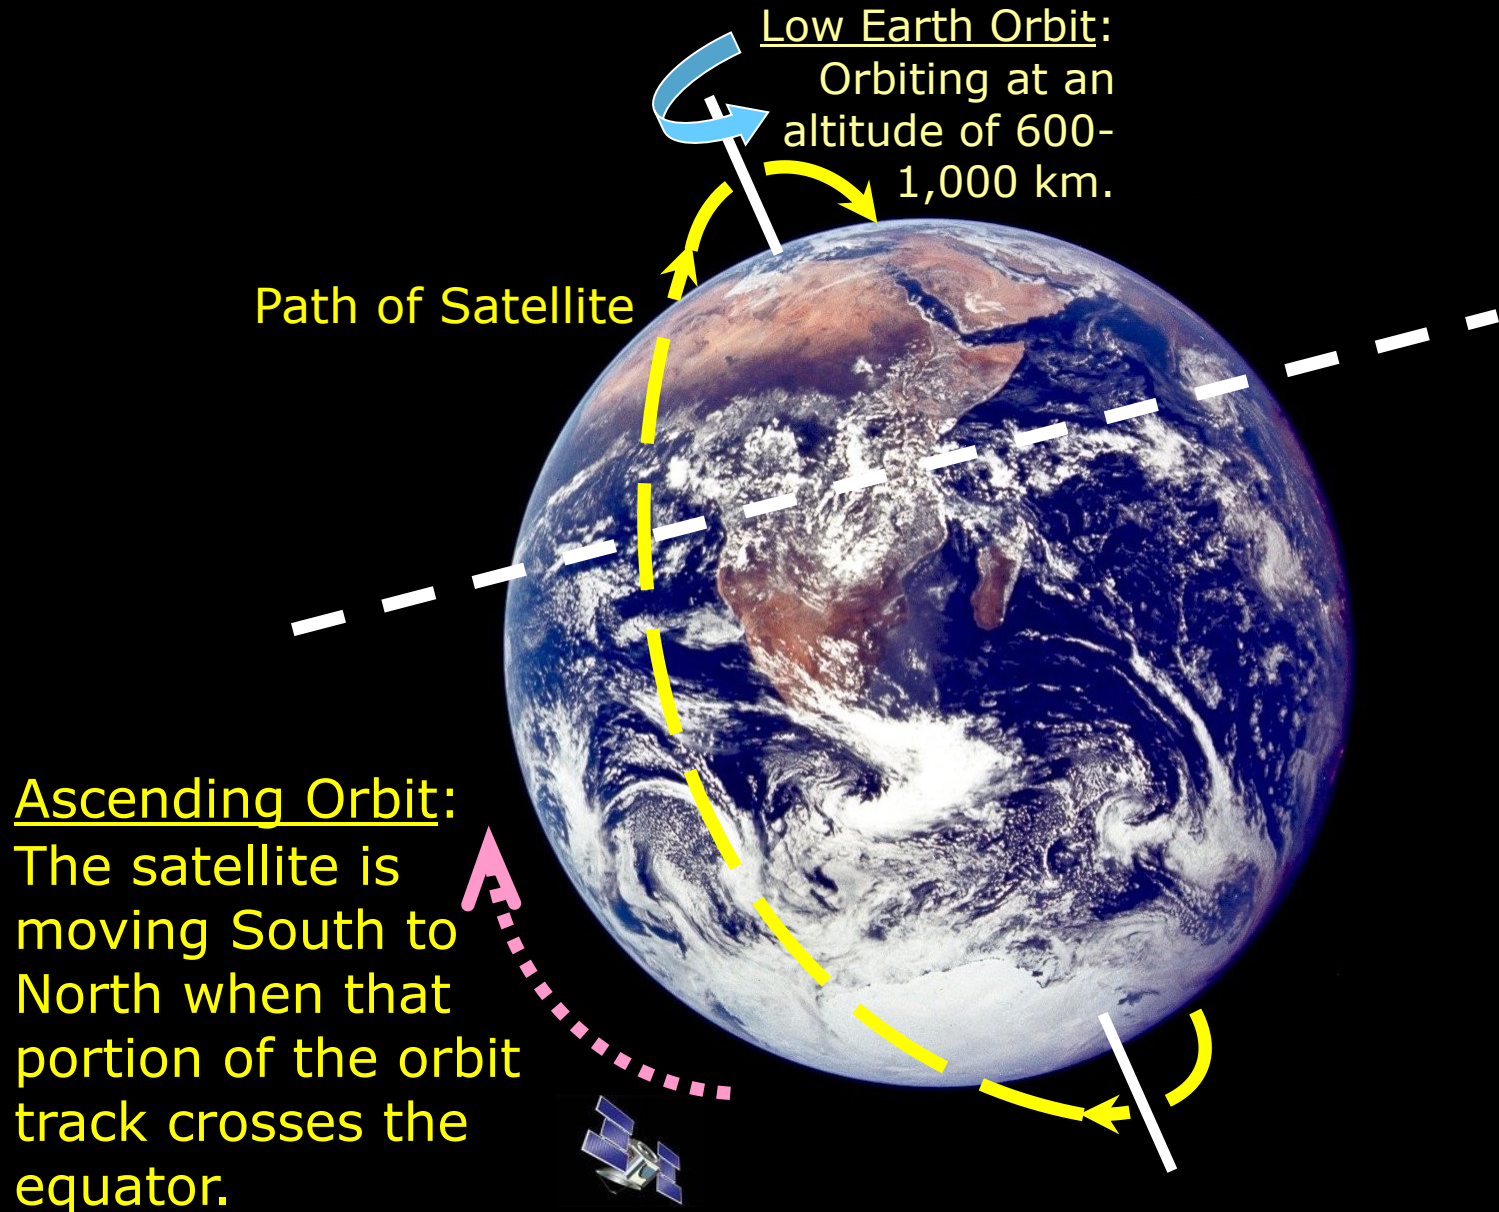 Low Earth Orbit:
Orbiting at an
altitude of 600-
1,000 km.
Path of Satellite
Ascending Orbit:
The satellite is
moving South to
North when that
portion of the orbit
track crosses the
equator.